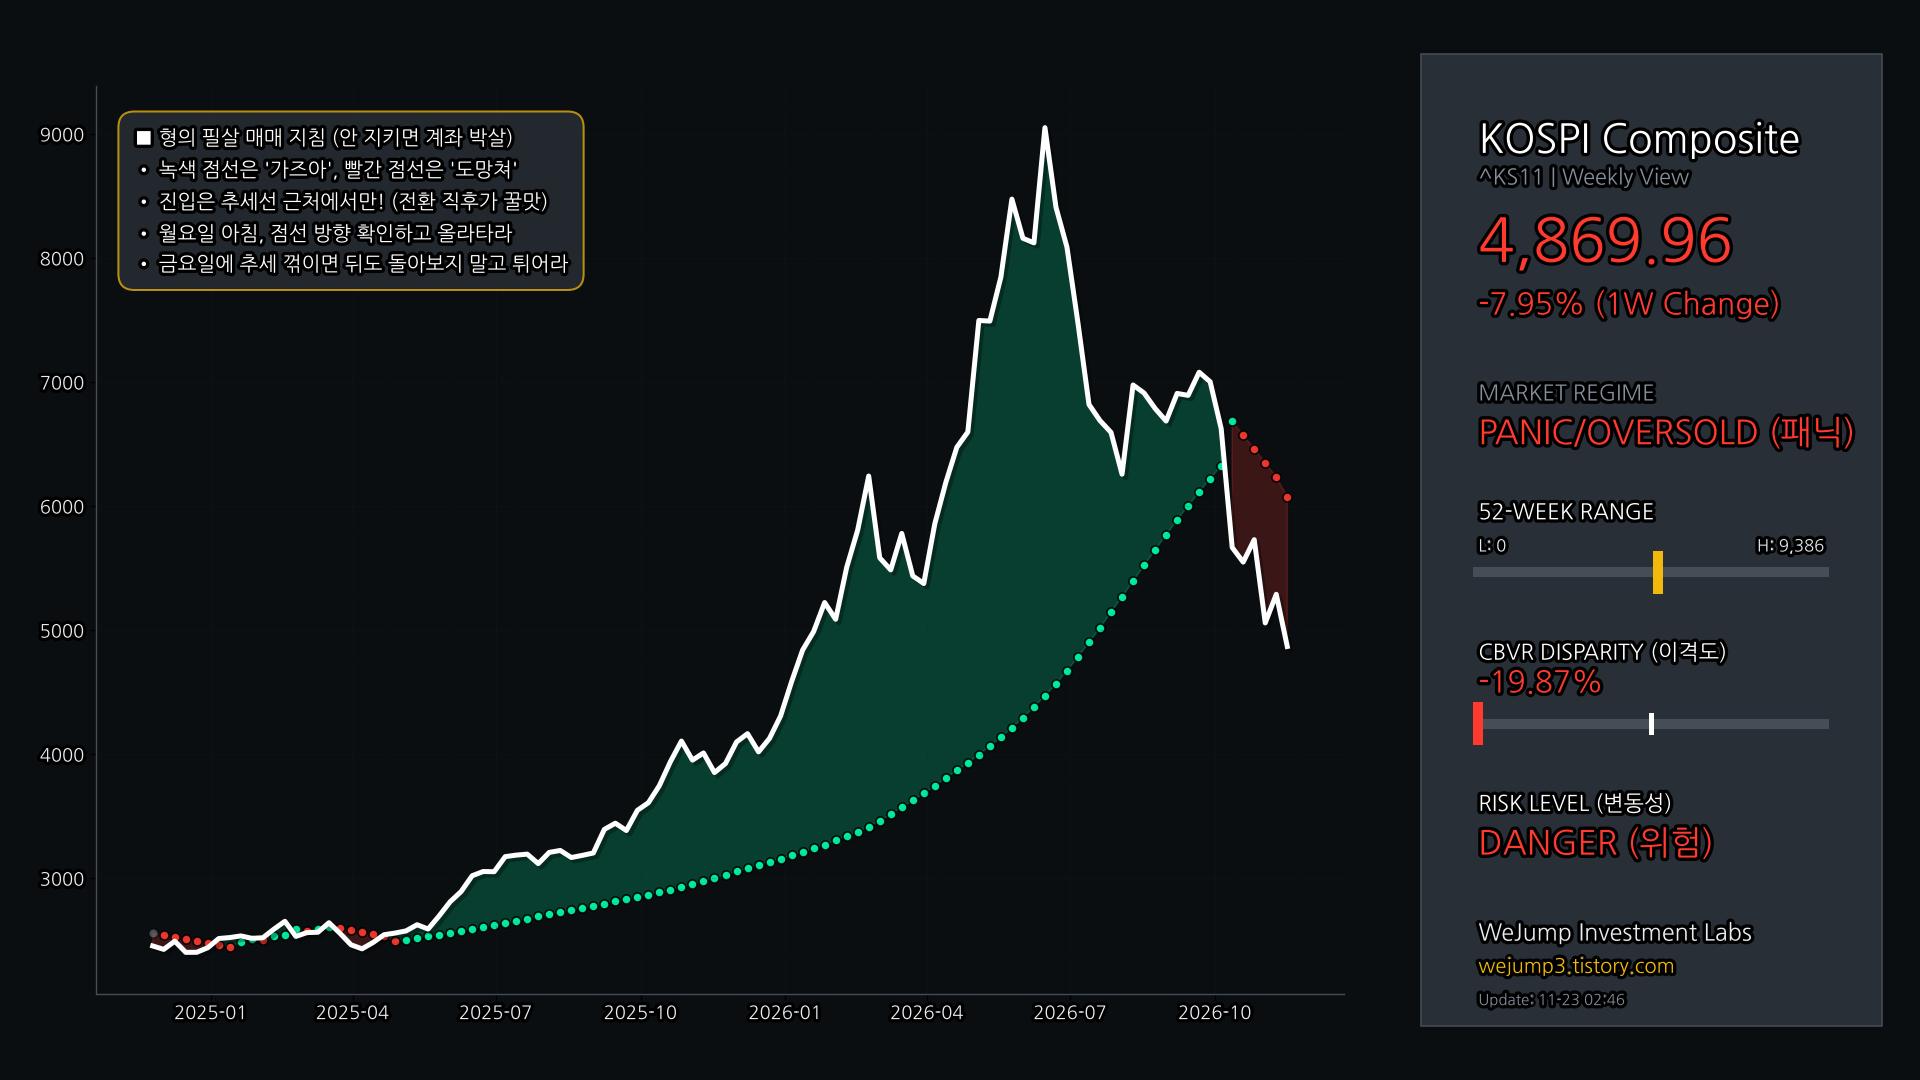 ■ 형의 필살 매매 지침 (안 지키면 계좌 박살)
• 녹색 점선은 '가즈아', 빨간 점선은 '도망쳐'
• 진입은 추세선 근처에서만! (전환 직후가 꿀맛)
• 월요일 아침, 점선 방향 확인하고 올라타라
• 금요일에 추세 꺾이면 뒤도 돌아보지 말고 튀어라
9000
8000
7000
6000
5000
4000
3000
2025-01
2025-04
2025-07
2025-10
2026-01
2026-04
2026-07
2026-10
KOSPI Composite
^KS11 | Weekly View
4,869.96
-7.95% (1W Change)
MARKET REGIME
PANIC/OVERSOLD (패닉)
52-WEEK RANGE
L: 0
H: 9,386
CBVR DISPARITY (이격도)
-19.87%
RISK LEVEL (변동성)
DANGER (위험)
WeJump Investment Labs
wejump3.tistory.com
Update: 11-23 02:46